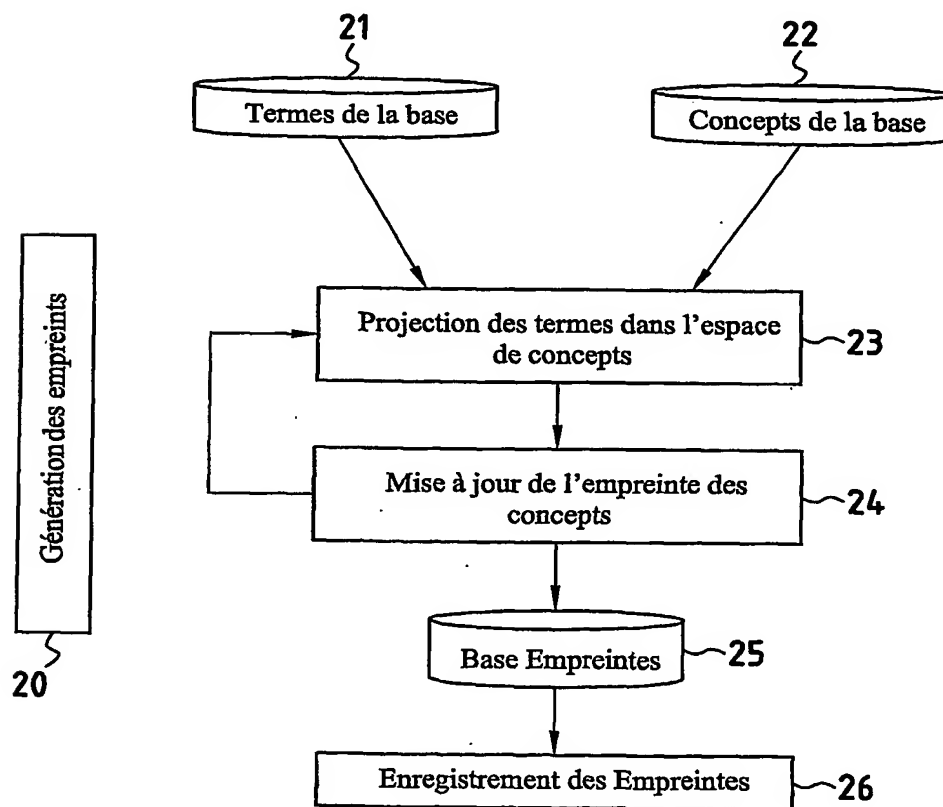 21
22
Termes de la base
Concepts de la base
Projection des termes dans l'espace
de concepts
23
Mise à jour de l'empreinte des
concepts
24
Génération des empreints
20
Base Empreintes
25
Enregistrement des Empreintes
26